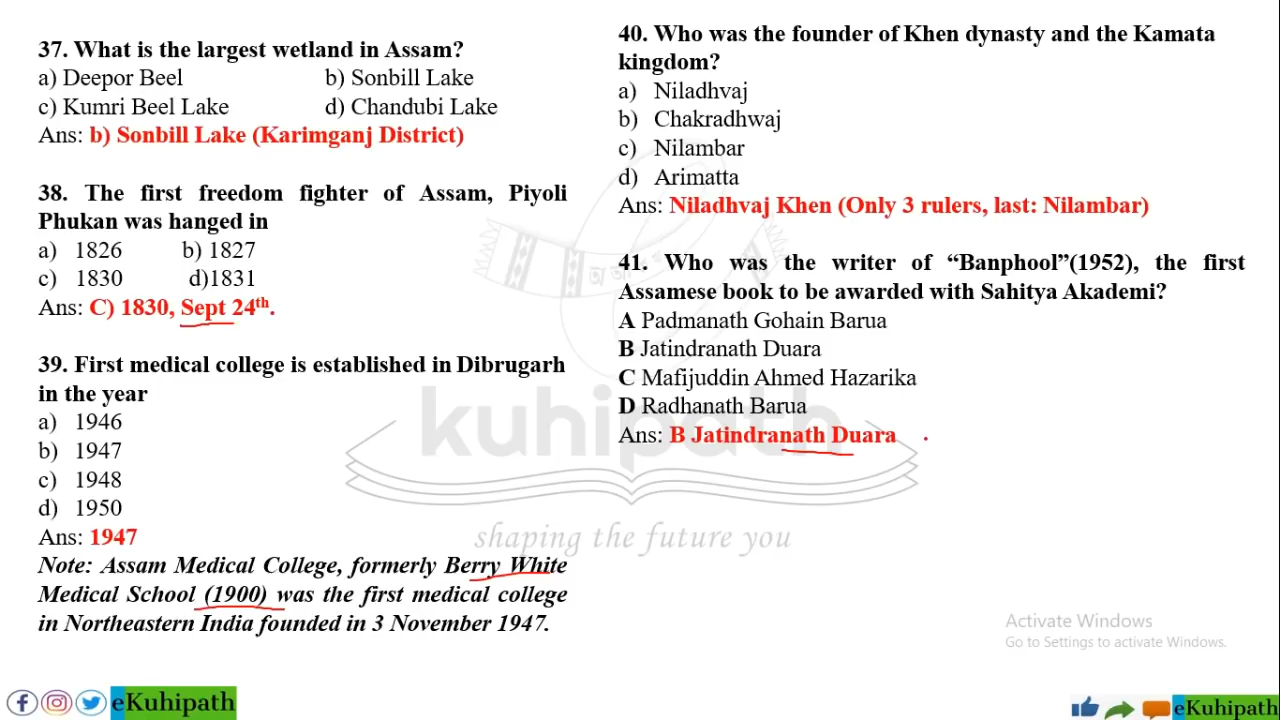 37. What is the largest wetland in Assam?
a) Deepor Beel b) Sonbill Lake
c) Kumri Beel Lake d) Chandubi Lake
Ans: b) Sonbill Lake (Karimganj District)
38. The first freedom fighter of Assam, Piyoli
Phukan was hanged in
a) 1826 b) 1827
c) 1830 d)1831
Ans: C) 1830, Sept 24th.
39. First medical college is established in Dibrugarh
in the year
a) 1946
b) 1947
c) 1948
d) 1950
Ans: 1947
Note: Assam Medical College, formerly Berry White
Medical School (1900) was the first medical college
in Northeastern India founded in 3 November 1947.
40. Who was the founder of Khen dynasty and the Kamata
kingdom?
a) Niladhvaj
b) Chakradhwaj
c) Nilambar
d) Arimatta
Ans: Niladhvaj Khen (Only 3 rulers, last: Nilambar)
41. Who was the writer of “Banphool”(1952), the first
Assamese book to be awarded with Sahitya Akademi?
A Padmanath Gohain Barua
B Jatindranath Duara
C Mafijuddin Ahmed Hazarika
D Radhanath Barua
Ans: B Jatindranath Duara
kuhipath
shaping the future you
Activate Windows
Go to Settings to activate Windows.
eKuhipath
eKuhipath